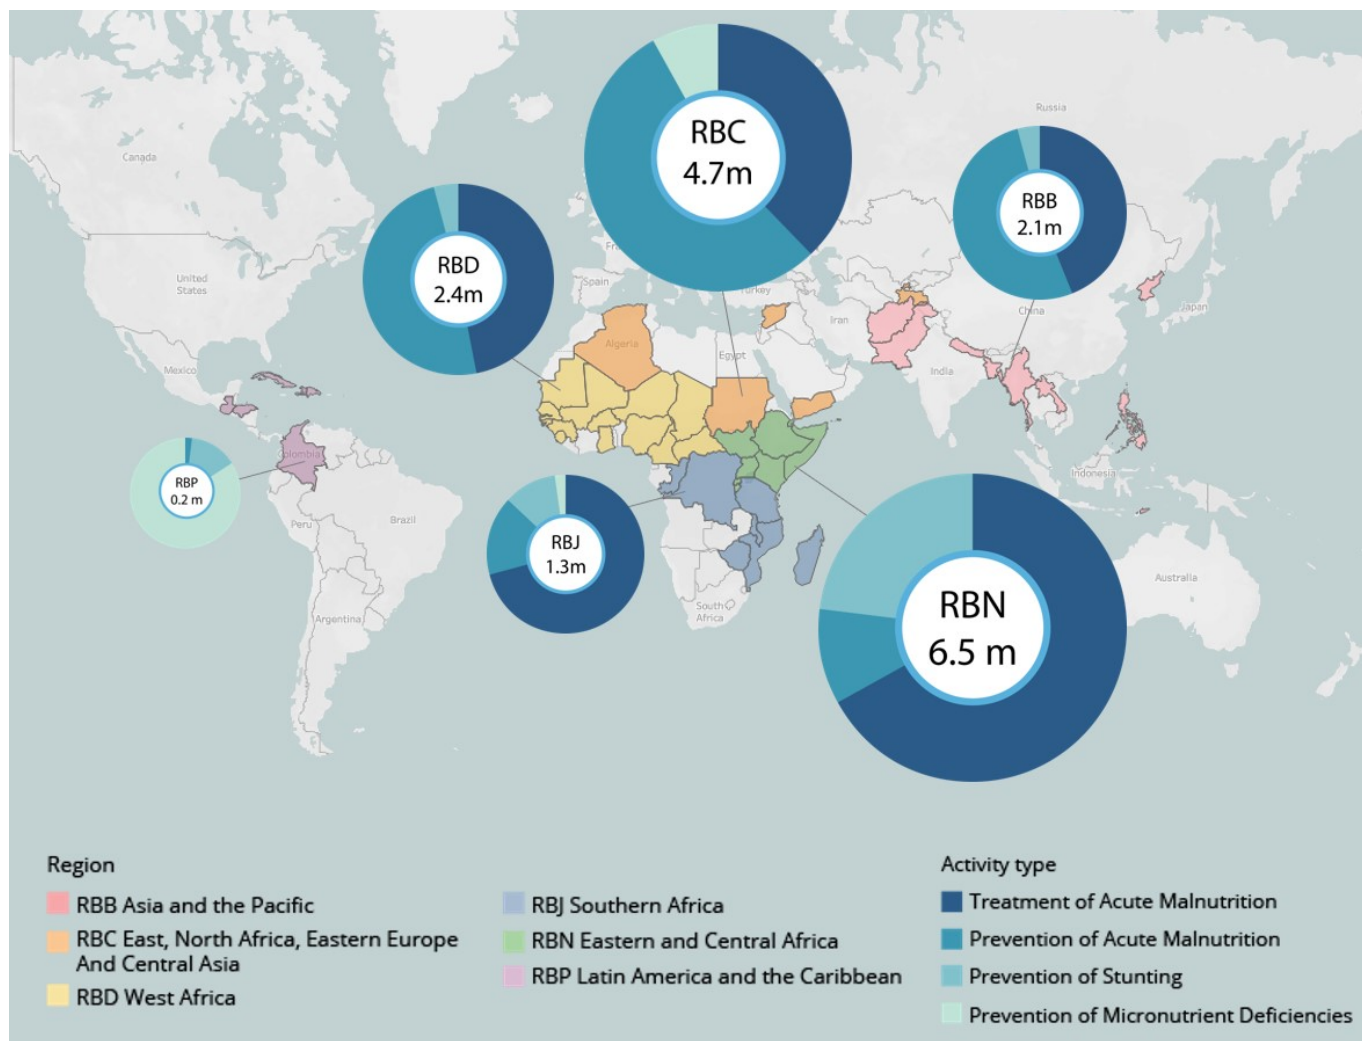 Russia
Canada
RBC
4.7m
RBB
2.1m
RBD
2.4m
United
States
Spain
Turkey
Iran
China
Japan
Algeria
Egypt
India
Mexico
Colombia
RBP
0.2 m
Indonesia
Peru
Brazil
RBJ
1.3m
RBN
6.5 m
Australia
South
Africa
Argentina
Region
RBB Asia and the Pacific
RBC East, North Africa, Eastern Europe
And Central Asia
RBD West Africa
RBJ Southern Africa
RBN Eastern and Central Africa
RBP Latin America and the Caribbean
Activity type
Treatment of Acute Malnutrition
Prevention of Acute Malnutrition
Prevention of Stunting
Prevention of Micronutrient Deficiencies